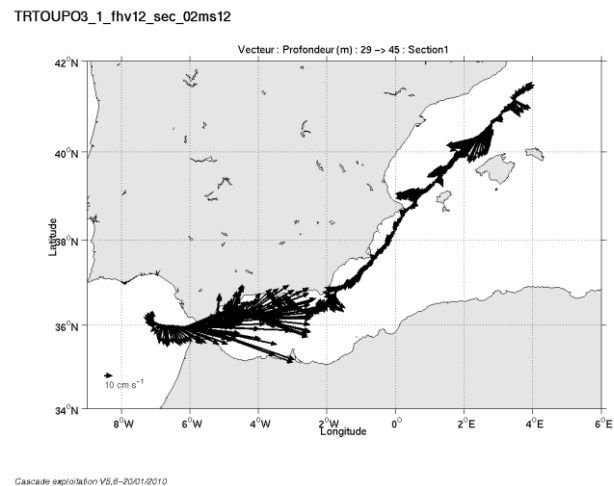 TRTOUPO3_1_fhv12_sec_02ms12
Vecteur : Profondeur (m) : 29 -> 45 : Section1
42°N
40°N
38°N
36°N
34°N
Latitude
10 cm s⁻¹
8°W 6°W 4°W 2°W 0° 2°E 4°E 6°E
Longitude
Cascade exploitation V5,6-20/01/2010